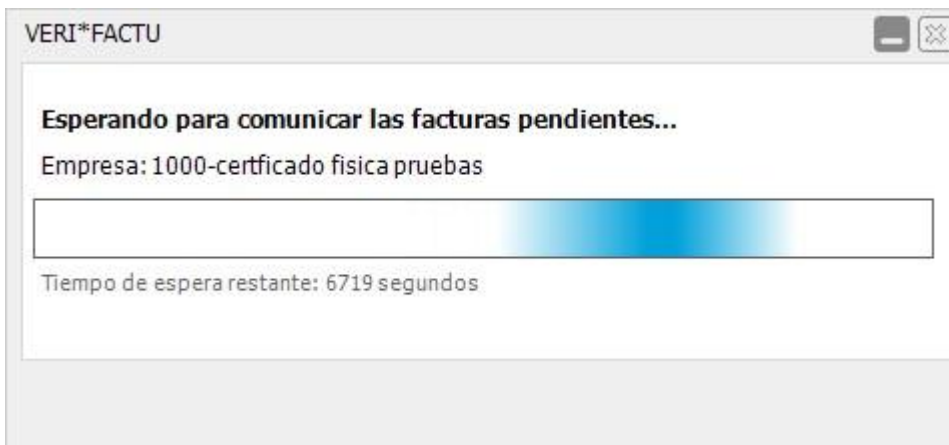 VERI*FACTU
Esperando para comunicar las facturas pendientes...
Empresa: 1000-certficado fisica pruebas
Tiempo de espera restante: 6719 segundos